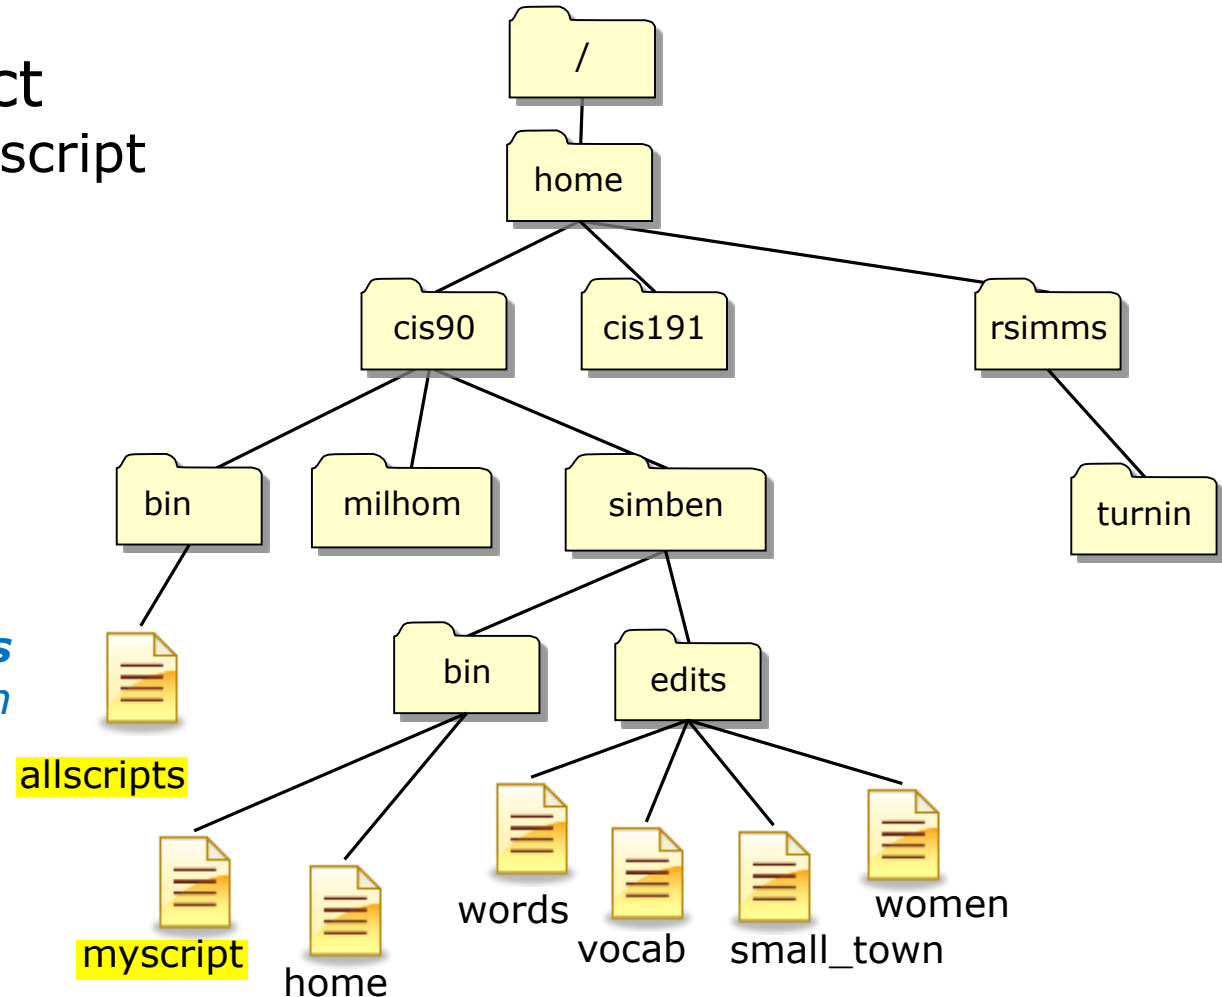 /
ct
script
home
cis90
cis191
rsimms
bin
milhom
simben
turnin
s
n
bin
edits
allscripts
myscript
home
words
vocab
small_town
women